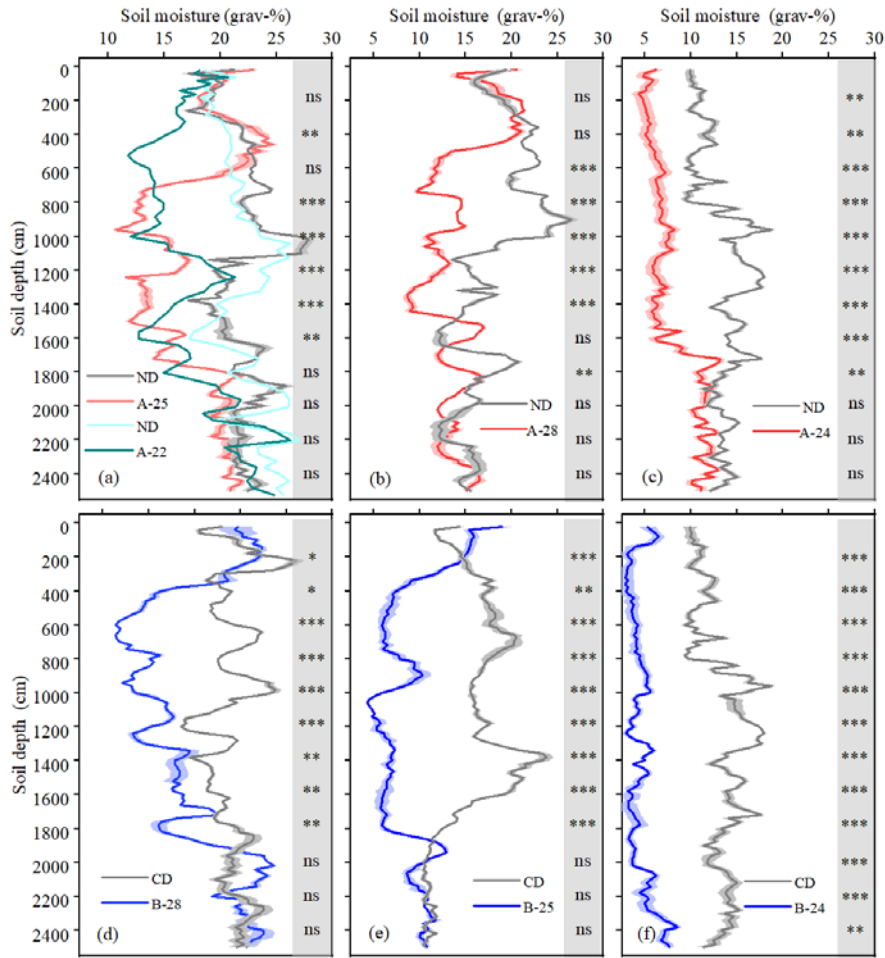 Soil moisture (grav-%) Soil moisture (grav-%) Soil moisture (grav-%)
10 15 20 25 30 5 10 15 20 25 30 5 10 15 20 25 30
Soil depth (cm)
0
200
400
600
800
1000
1200
1400
1600
1800
2000
2200
2400
ns
**
ns
***
***
***
***
**
ns
ns
ns
ns
ND
A-25
ND
A-22
(a)
ns
ns
***
***
***
***
***
ns
**
ns
ns
ns
ND
A-28
(b)
**
**
***
***
***
***
***
***
**
ns
ns
ns
ND
A-24
(c)
Soil depth (cm)
0
200
400
600
800
1000
1200
1400
1600
1800
2000
2200
2400
*
*
***
***
***
***
**
**
**
ns
ns
ns
CD
B-28
(d)
***
**
***
***
***
***
***
***
***
ns
ns
ns
CD
B-25
(e)
***
***
***
***
***
***
***
***
***
***
***
**
CD
B-24
(f)